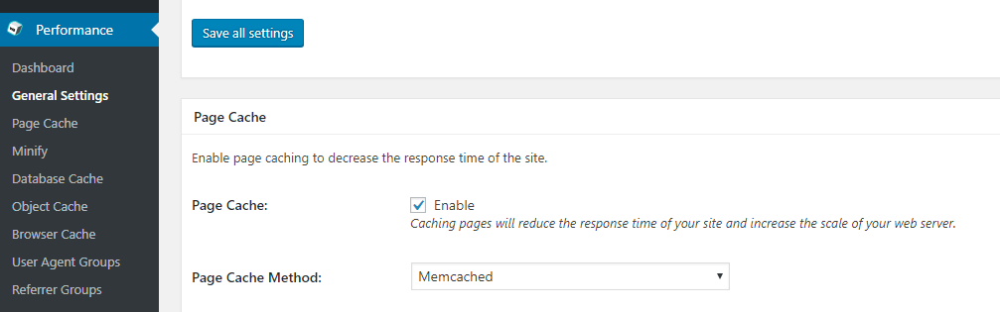 Performance
Dashboard
General Settings
Page Cache
Minify
Database Cache
Object Cache
Browser Cache
User Agent Groups
Referrer Groups
Save all settings
Page Cache
Enable page caching to decrease the response time of the site.
Page Cache: Enable
Caching pages will reduce the response time of your site and increase the scale of your web server.
Page Cache Method: Memcached